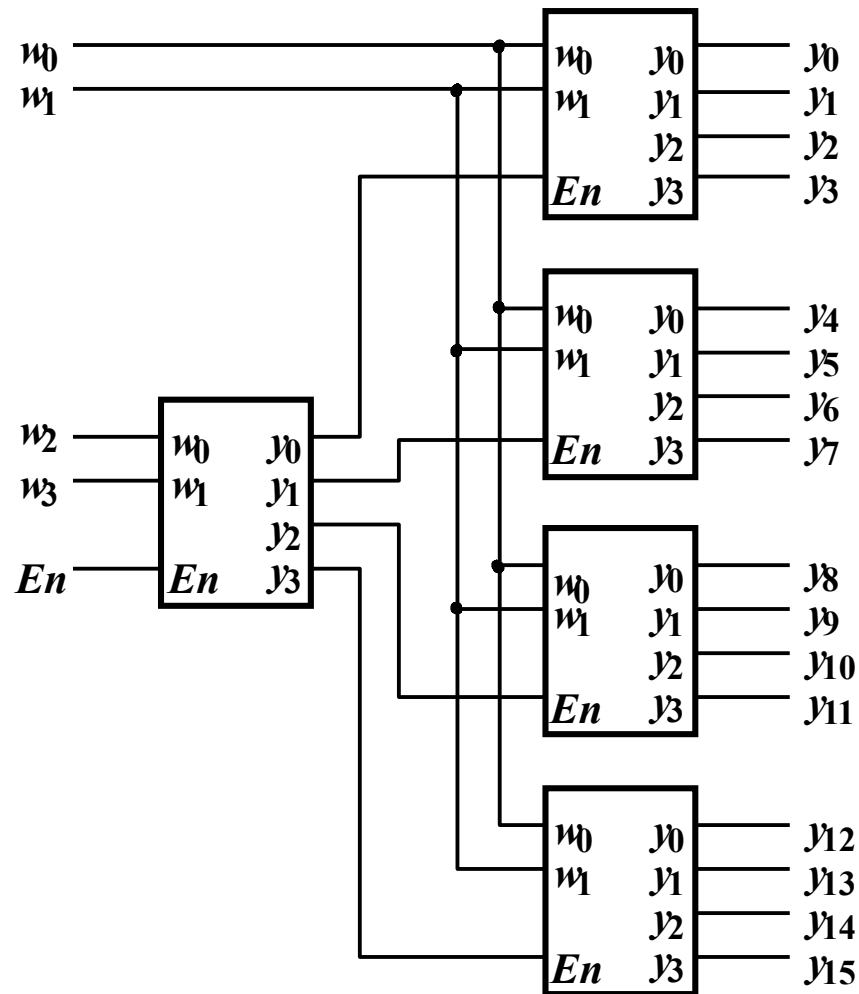 w0 w0 y0 y0
w1 w1 y1 y1
y2 y2
En y3 y3
w0 y0 y4
w1 y1 y5
y2 y6
En y3 y7
w2 w0 y0
w3 w1 y1
y2
En En y3
w0 y0 y8
w1 y1 y9
y2 y10
En y3 y11
w0 y0 y12
w1 y1 y13
y2 y14
En y3 y15